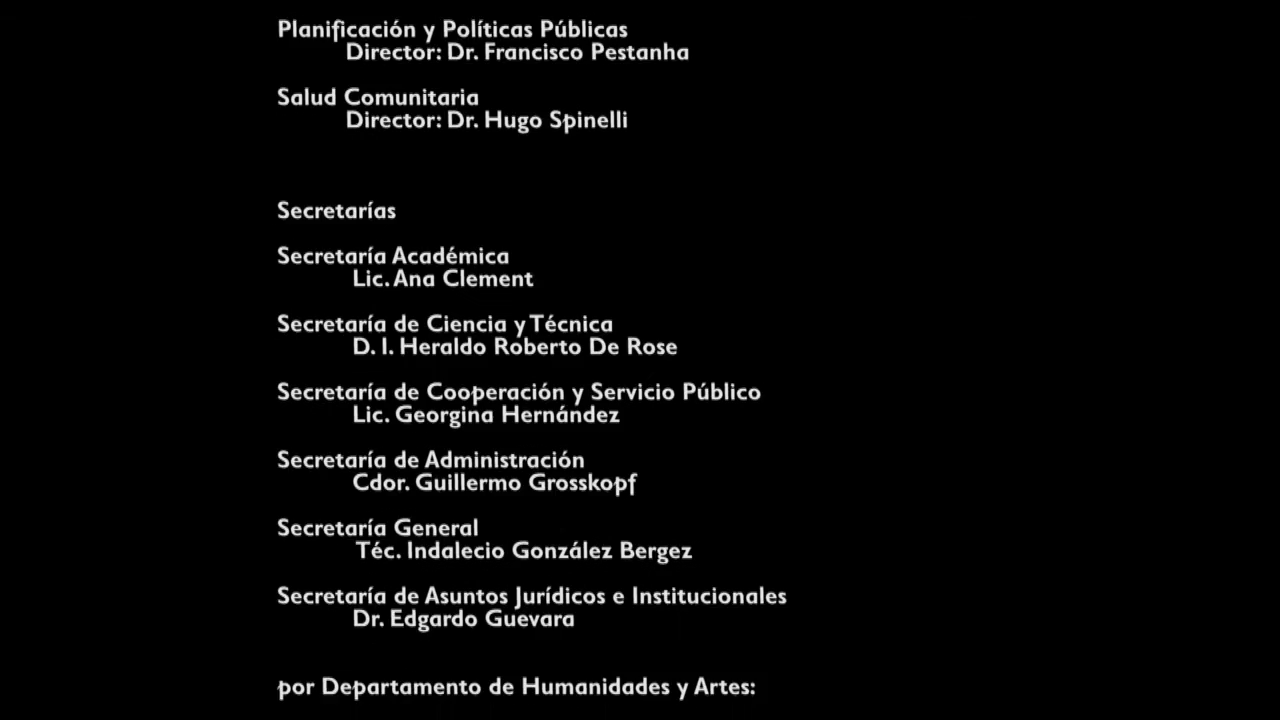 Planificación y Políticas Públicas
Director: Dr. Francisco Pestanha
Salud Comunitaria
Director: Dr. Hugo Spinelli
Secretarías
Secretaría Académica
Lic. Ana Clement
Secretaría de Ciencia y Técnica
D. I. Heraldo Roberto De Rose
Secretaría de Cooperación y Servicio Público
Lic. Georgina Hernández
Secretaría de Administración
Cdor. Guillermo Grosskopf
Secretaría General
Téc. Indalecio González Bergez
Secretaría de Asuntos Jurídicos e Institucionales
Dr. Edgardo Guevara
por Departamento de Humanidades y Artes: